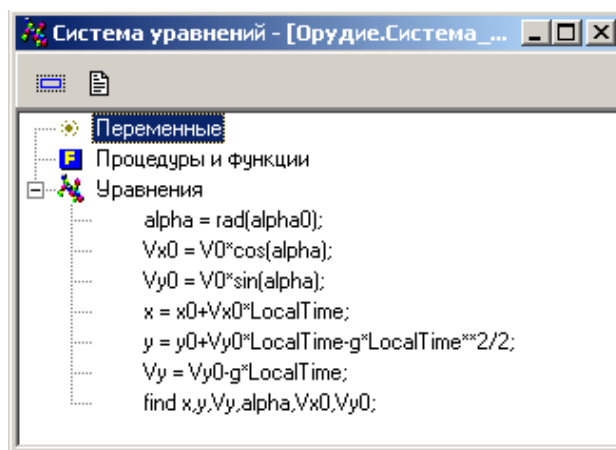 Система уравнений - [Орудие.Система_...
Переменные
F Процедуры и функции
Уравнения
alpha = rad(alpha0);
Vx0 = V0*cos(alpha);
Vy0 = V0*sin(alpha);
x = x0+Vx0*LocalTime;
y = y0+Vy0*LocalTime-g*LocalTime**2/2;
Vy = Vy0-g*LocalTime;
find x,y,Vy,alpha,Vx0,Vy0;